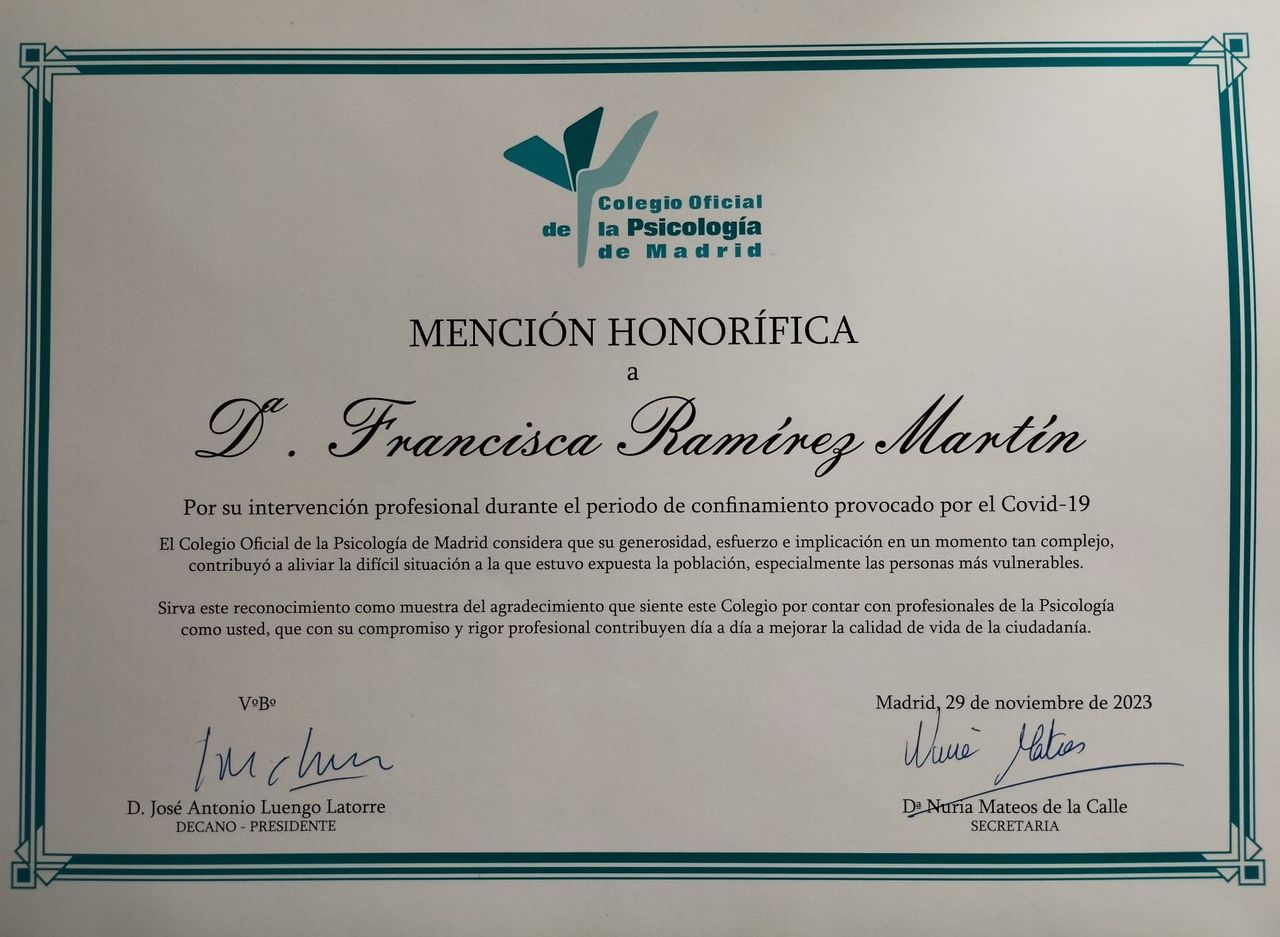 Colegio Oficial
de la Psicología
de Madrid
MENCIÓN HONORÍFICA
a
Dª. Francisca Ramírez Martín
Por su intervención profesional durante el periodo de confinamiento provocado por el Covid-19
El Colegio Oficial de la Psicología de Madrid considera que su generosidad, esfuerzo e implicación en un momento tan complejo,
contribuyó a aliviar la difícil situación a la que estuvo expuesta la población, especialmente las personas más vulnerables.
Sirva este reconocimiento como muestra del agradecimiento que siente este Colegio por contar con profesionales de la Psicología
como usted, que con su compromiso y rigor profesional contribuyen día a día a mejorar la calidad de vida de la ciudadanía.
VºBº
Madrid, 29 de noviembre de 2023
Mateos
D. José Antonio Luengo Latorre
DECANO - PRESIDENTE
Dª Nuria Mateos de la Calle
SECRETARIA